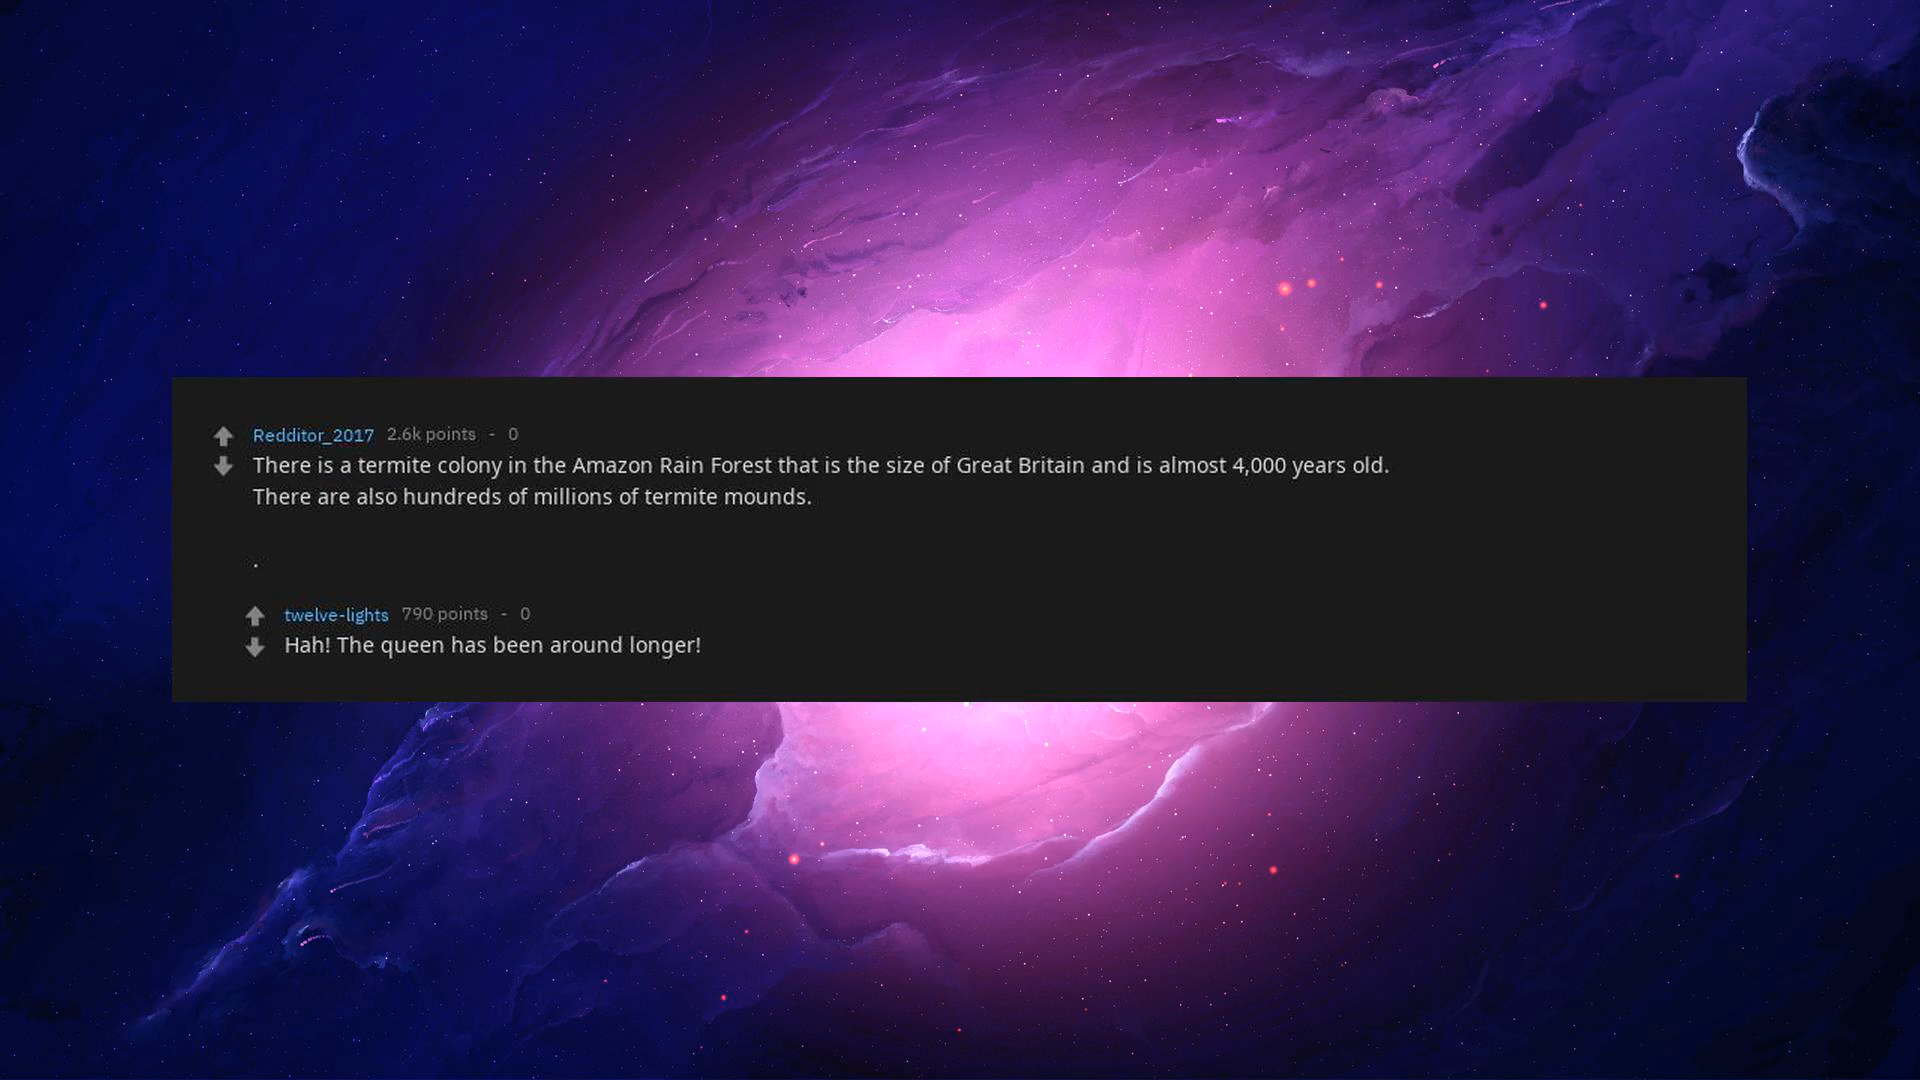 Redditor_2017 2.6k points - 0
There is a termite colony in the Amazon Rain Forest that is the size of Great Britain and is almost 4,000 years old.
There are also hundreds of millions of termite mounds.
.
twelve-lights 790 points - 0
Hah! The queen has been around longer!